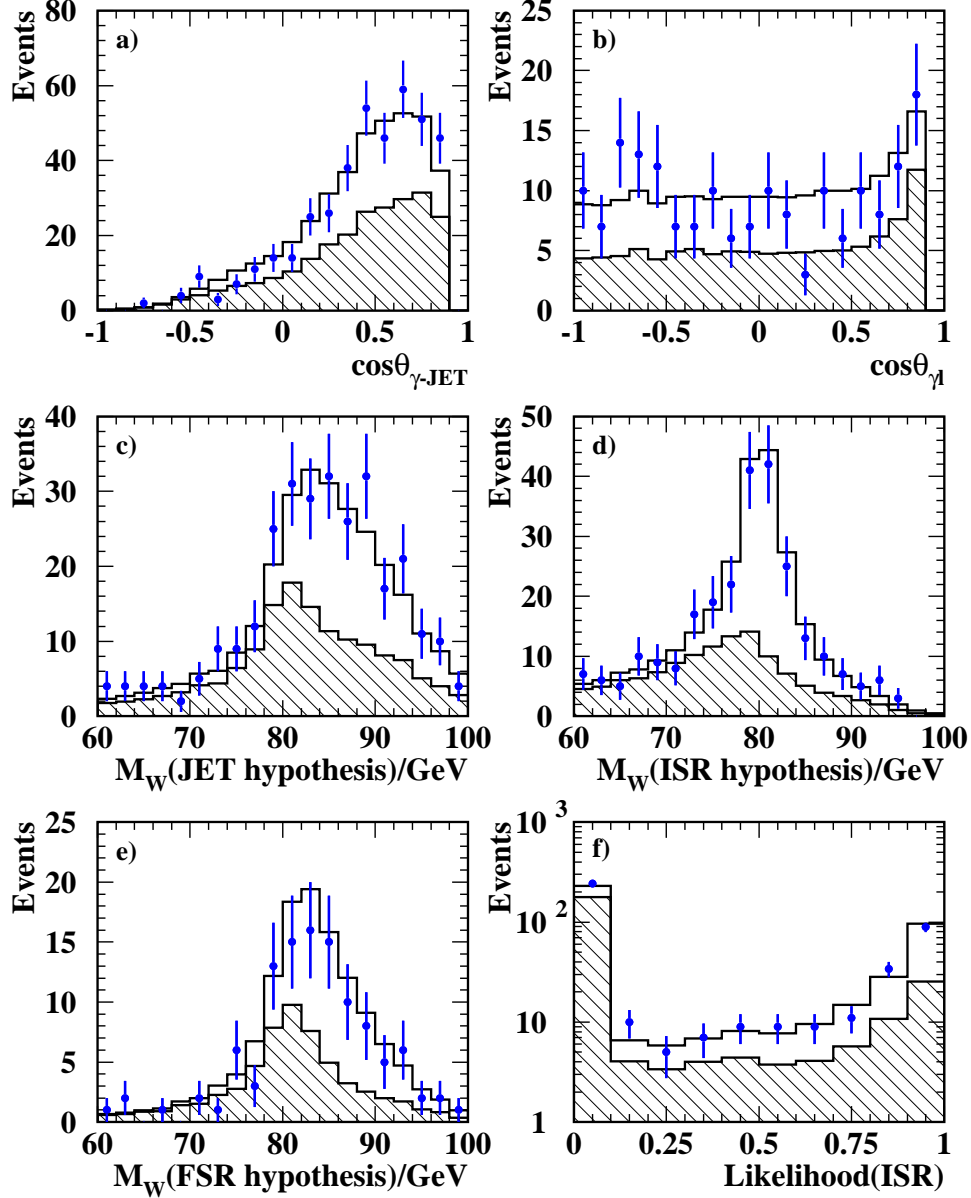 a)
Events
80
60
40
20
0
-1 -0.5 0 0.5 1
cosθγ-JET
b)
Events
25
20
15
10
5
0
-1 -0.5 0 0.5 1
cosθγl
c)
Events
40
30
20
10
0
60 70 80 90 100
MW(JET hypothesis)/GeV
d)
Events
50
40
30
20
10
0
60 70 80 90 100
MW(ISR hypothesis)/GeV
e)
Events
25
20
15
10
5
0
60 70 80 90 100
MW(FSR hypothesis)/GeV
f)
Events
10 3
10 2
10
1
0 0.25 0.5 0.75 1
Likelihood(ISR)